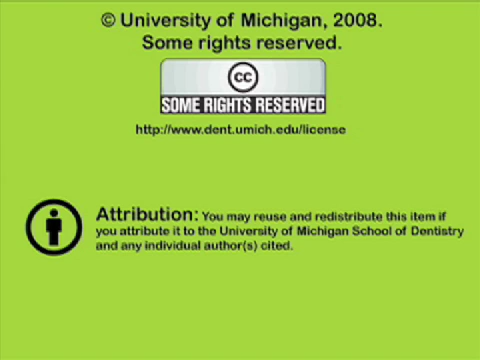 © University of Michigan, 2008.
Some rights reserved.
cc
SOME RIGHTS RESERVED
http://www.dent.umich.edu/license
Attribution: You may reuse and redistribute this item if
you attribute it to the University of Michigan School of Dentistry
and any individual author(s) cited.